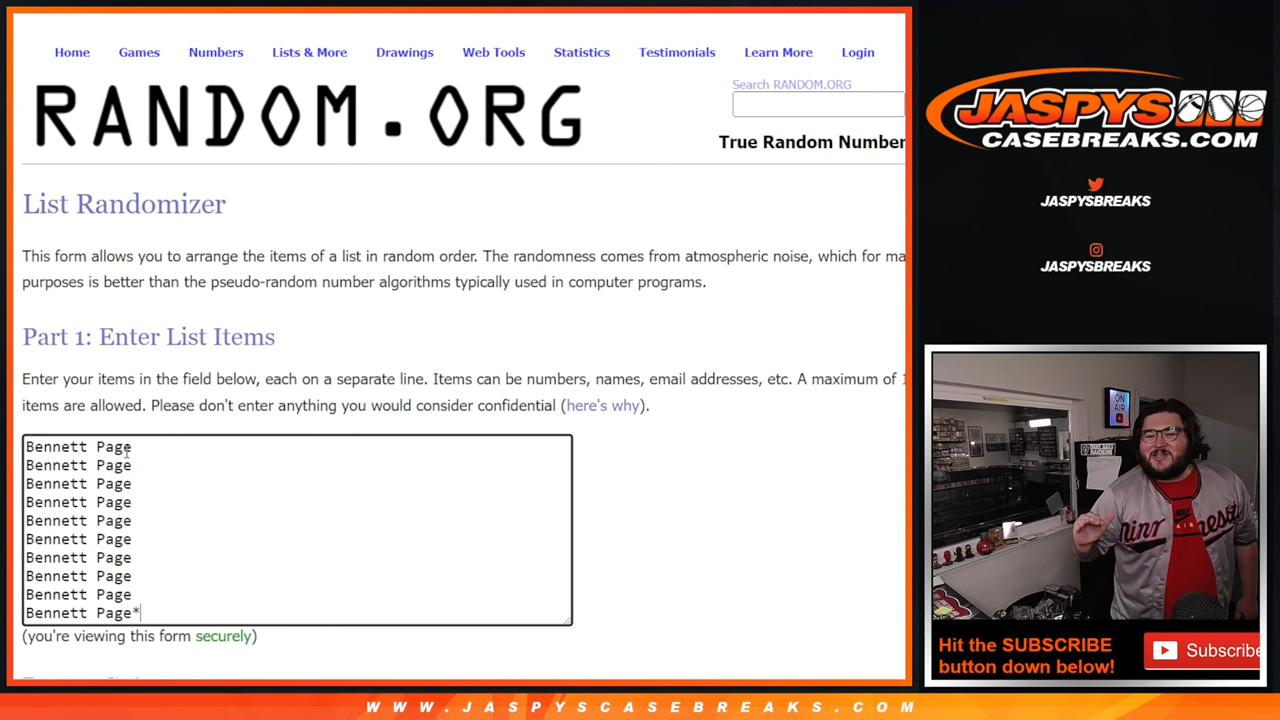 Home Games Numbers Lists & More Drawings Web Tools Statistics Testimonials Learn More Login
Search RANDOM.ORG
RANDOM.ORG
True Random Number
List Randomizer
This form allows you to arrange the items of a list in random order. The randomness comes from atmospheric noise, which for ma
purposes is better than the pseudo-random number algorithms typically used in computer programs.
Part 1: Enter List Items
Enter your items in the field below, each on a separate line. Items can be numbers, names, email addresses, etc. A maximum of 1
items are allowed. Please don't enter anything you would consider confidential (here's why).
Bennett Page
Bennett Page
Bennett Page
Bennett Page
Bennett Page
Bennett Page
Bennett Page
Bennett Page
Bennett Page
Bennett Page*
(you're viewing this form securely)
JASPYS
CASEBREAKS.COM
JASPYSBREAKS
JASPYSBREAKS
ON
AIR
RAIDERS
NIKE
AIR
Hit the SUBSCRIBE
button down below!
Subscribe
WWW.JASPYSCASEBREAKS.COM